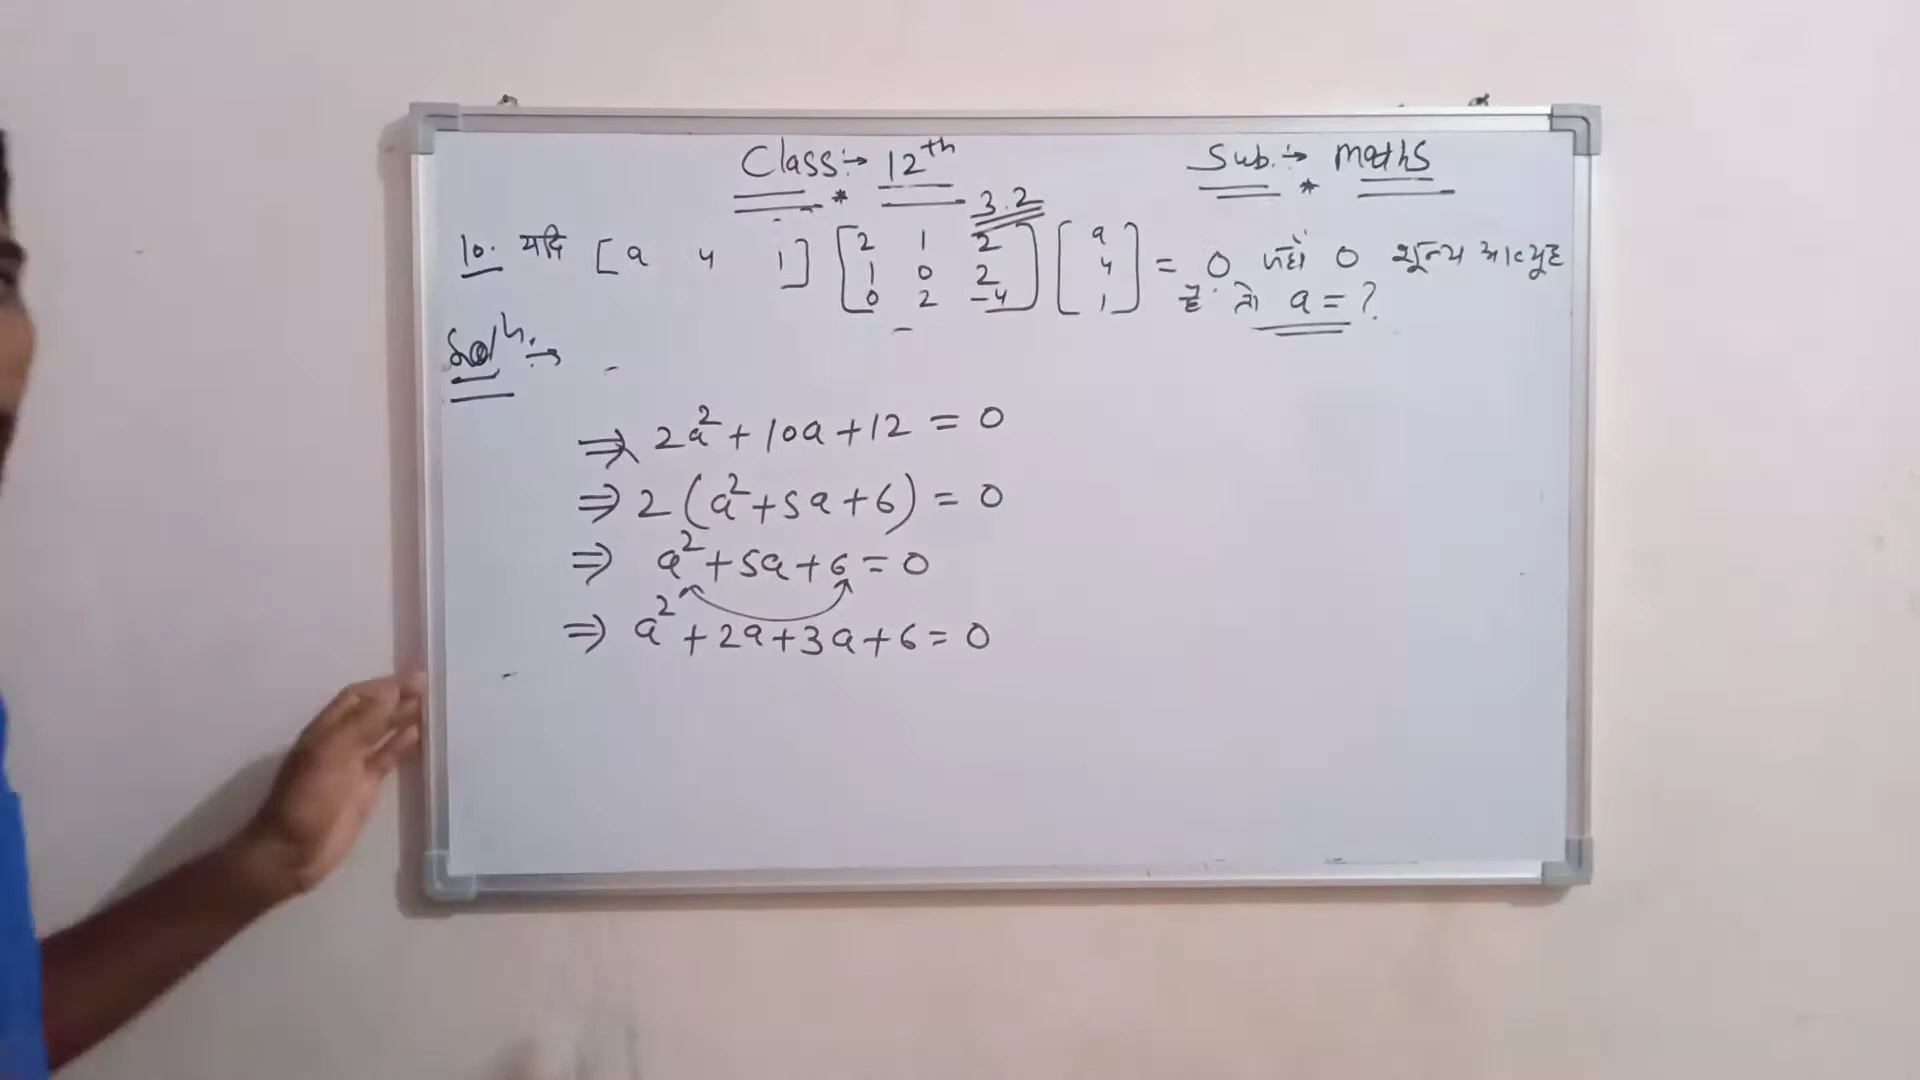 Class:→ 12th Sub.:→ Maths
3.2
10. यदि [a 4 1] [2 1 2 [a
1 0 2 4 = 0 जहाँ 0 शून्य आव्यूह
0 2 -4] 1] है तो a = ?
Soln:→
⇒ 2a²+10a+12 = 0
⇒ 2(a²+5a+6) = 0
⇒ a²+5a+6=0
⇒ a²+2a+3a+6=0